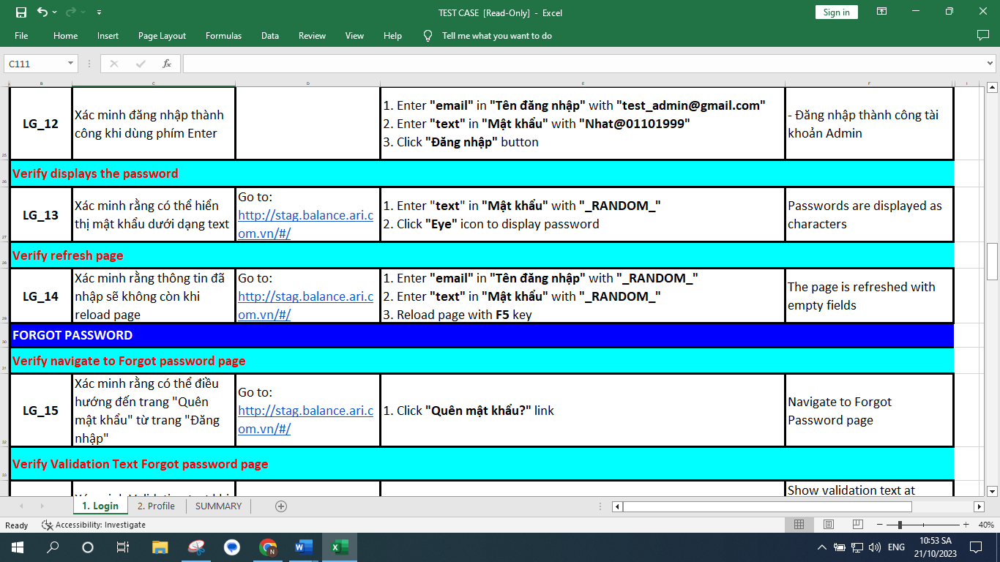 TEST CASE [Read-Only] - Excel
Sign in
File Home Insert Page Layout Formulas Data Review View Help Tell me what you want to do
C111
fx
B C D E F I
LG_12
Xác minh đăng nhập thành
công khi dùng phím Enter
1. Enter "email" in "Tên đăng nhập" with "test_admin@gmail.com"
2. Enter "text" in "Mật khẩu" with "Nhat@01101999"
3. Click "Đăng nhập" button
- Đăng nhập thành công tài
khoản Admin
25
26
Verify displays the password
LG_13
Xác minh rằng có thể hiển
thị mật khẩu dưới dạng text
Go to:
http://stag.balance.ari.c
om.vn/#/
1. Enter "text" in "Mật khẩu" with "_RANDOM_"
2. Click "Eye" icon to display password
Passwords are displayed as
characters
27
28
Verify refresh page
LG_14
Xác minh rằng thông tin đã
nhập sẽ không còn khi
reload page
Go to:
http://stag.balance.ari.c
om.vn/#/
1. Enter "email" in "Tên đăng nhập" with "_RANDOM_"
2. Enter "text" in "Mật khẩu" with "_RANDOM_"
3. Reload page with F5 key
The page is refreshed with
empty fields
29
30
FORGOT PASSWORD
31
Verify navigate to Forgot password page
LG_15
Xác minh rằng có thể điều
hướng đến trang "Quên
mật khẩu" từ trang "Đăng
nhập"
Go to:
http://stag.balance.ari.c
om.vn/#/
1. Click "Quên mật khẩu?" link
Navigate to Forgot
Password page
32
33
Verify Validation Text Forgot password page
Show validation text at
1. Login 2. Profile SUMMARY
Ready Accessibility: Investigate 40%
N
ENG
10:53 SA
21/10/2023